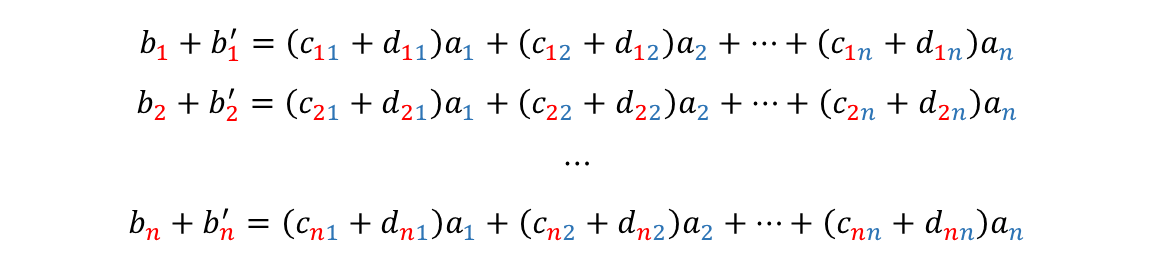 b₁ + b′₁ = (c₁₁ + d₁₁)a₁ + (c₁₂ + d₁₂)a₂ + ⋯ + (c₁ₙ + d₁ₙ)aₙ
b₂ + b′₂ = (c₂₁ + d₂₁)a₁ + (c₂₂ + d₂₂)a₂ + ⋯ + (c₂ₙ + d₂ₙ)aₙ
⋯
bₙ + b′ₙ = (cₙ₁ + dₙ₁)a₁ + (cₙ₂ + dₙ₂)a₂ + ⋯ + (cₙₙ + dₙₙ)aₙ